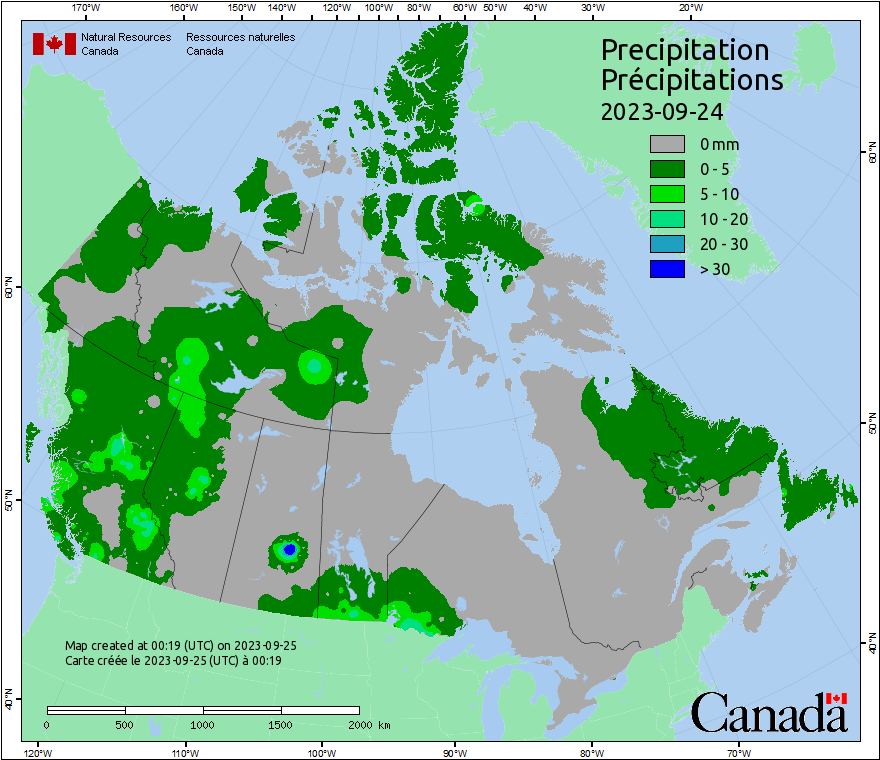 170°W 160°W 150°W 140°W 120°W 100°W 80°W 60°W 50°W 40°W 30°W 20°W
Natural Resources Ressources naturelles
Canada Canada
Precipitation
Précipitations
2023-09-24
0 mm
0 - 5
5 - 10
10 - 20
20 - 30
> 30
60°N
60°N
50°N
50°N
40°N
40°N
Map created at 00:19 (UTC) on 2023-09-25
Carte créée le 2023-09-25 (UTC) à 00:19
0 500 1000 1500 2000 km
Canada
120°W 110°W 100°W 90°W 80°W 70°W